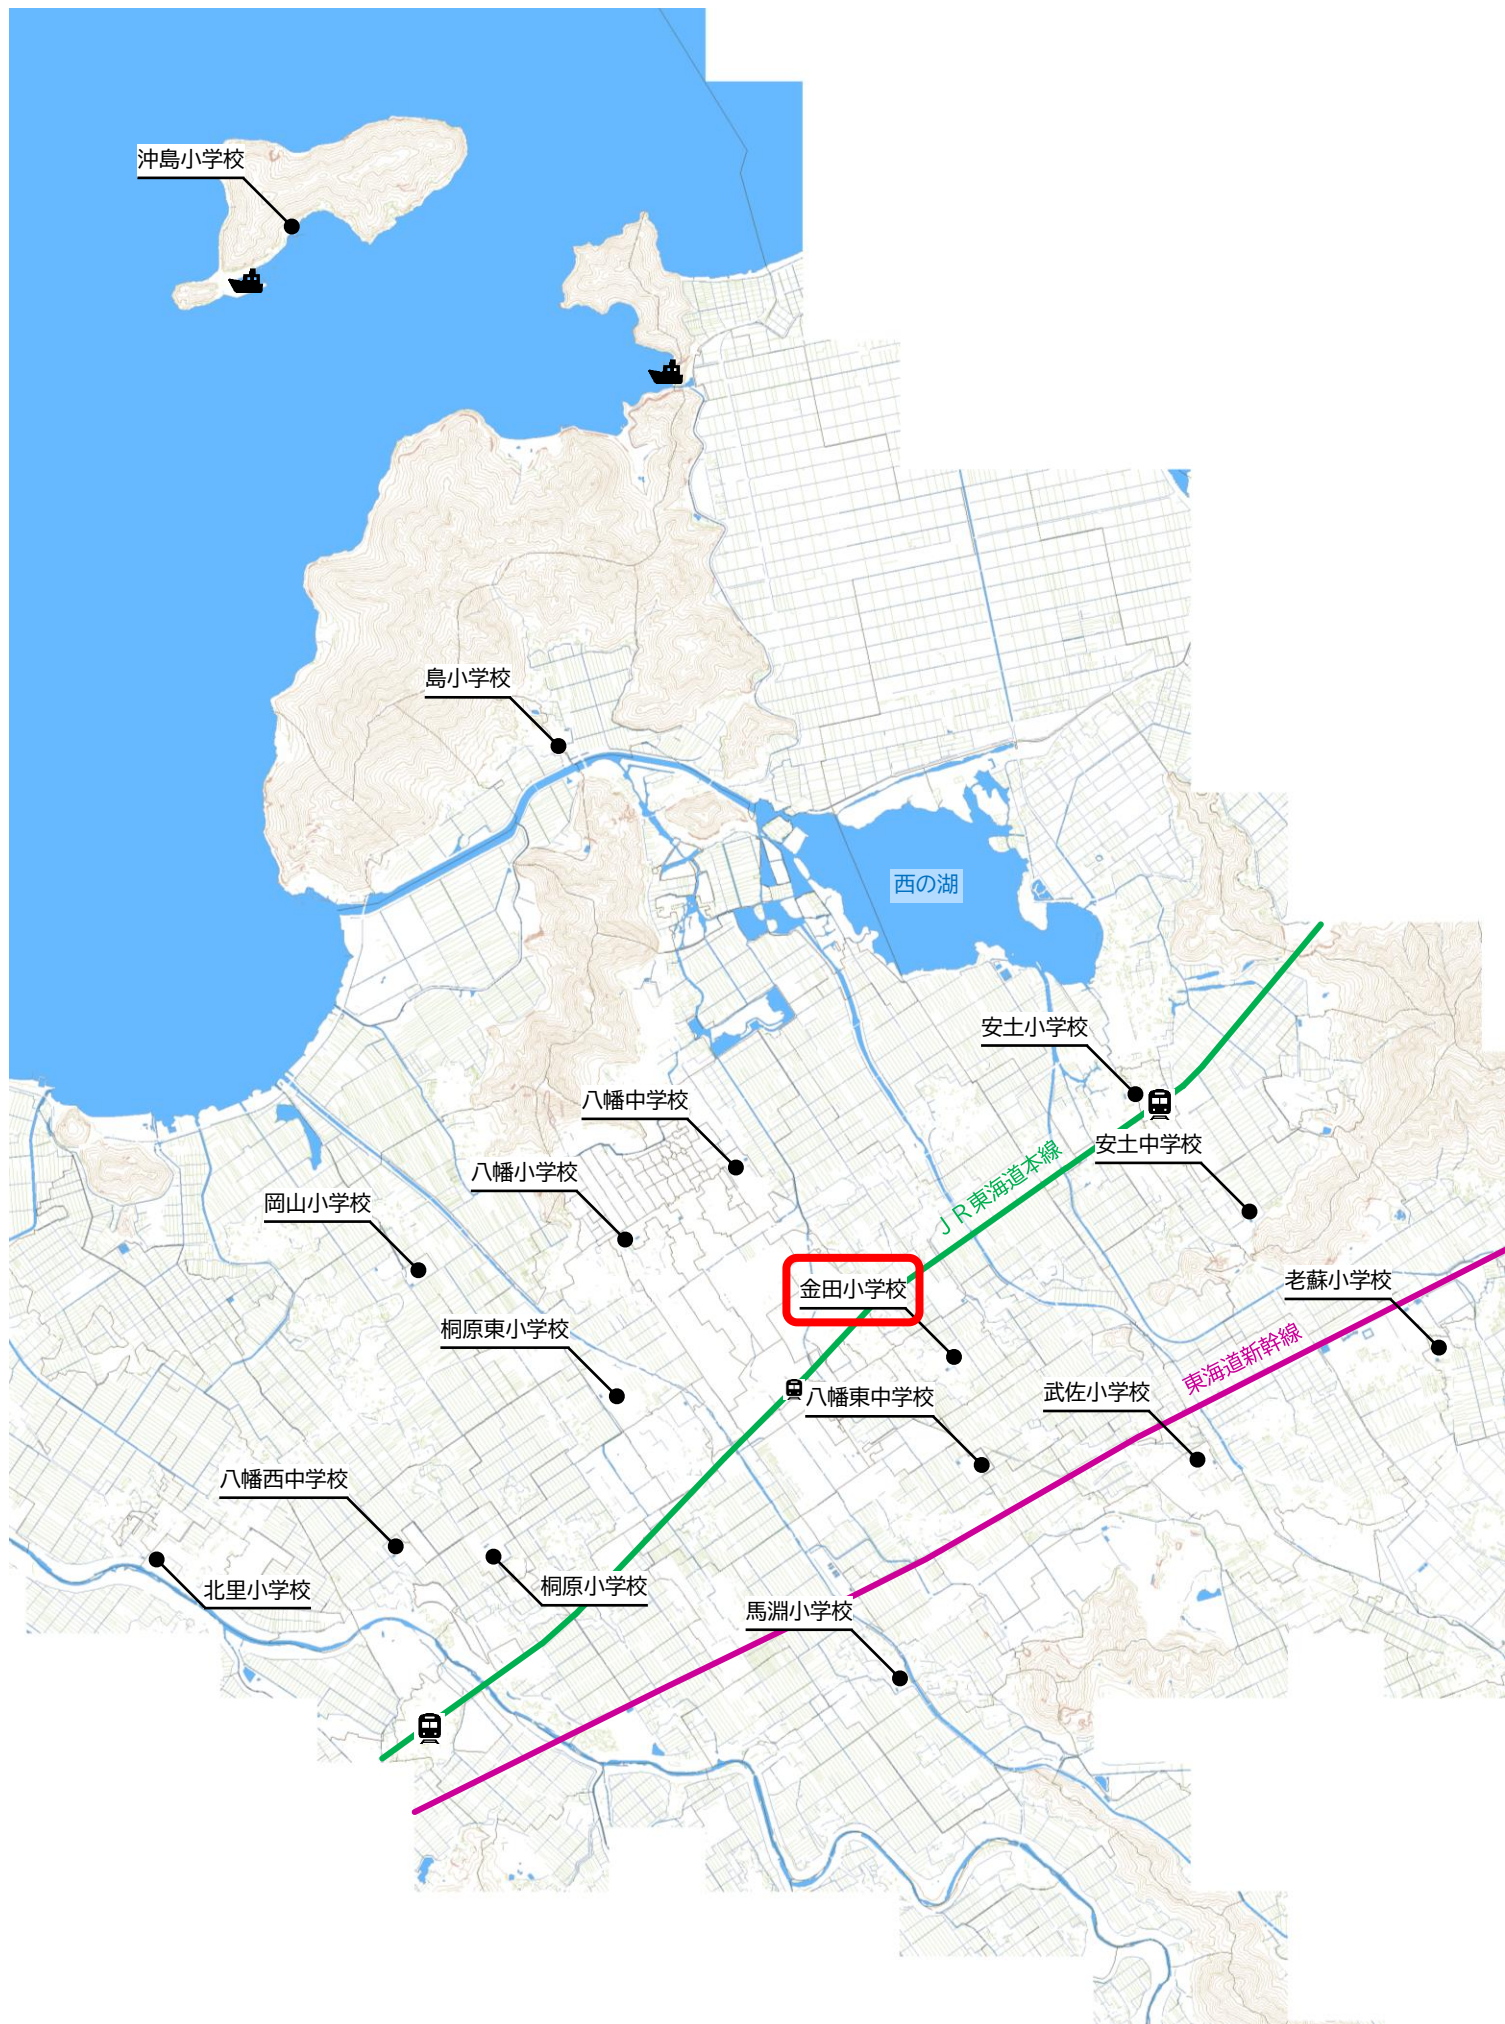 沖島小学校
島小学校
西の湖
安土小学校
八幡中学校
安土中学校
ＪＲ東海道本線
八幡小学校
岡山小学校
金田小学校
老蘇小学校
桐原東小学校
東海道新幹線
武佐小学校
八幡東中学校
八幡西中学校
桐原小学校
北里小学校
馬淵小学校